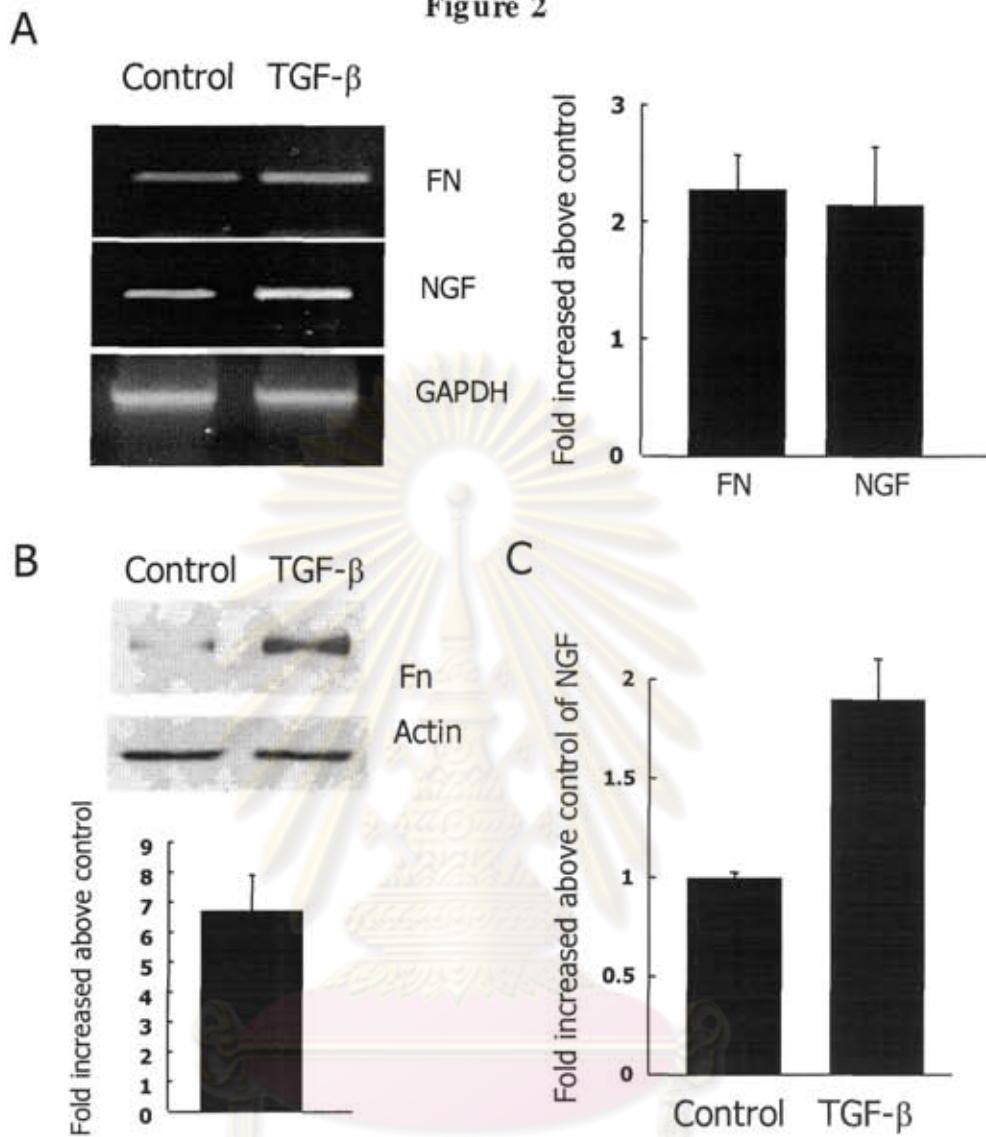 Figure 2
A
Control TGF-β
FN
NGF
GAPDH
Fold increased above control
3
2
1
0
FN NGF
B
Control TGF-β
Fn
Actin
Fold increased above control
9
8
7
6
5
4
3
2
1
0
C
Fold increased above control of NGF
2
1.5
1
0.5
0
Control TGF-β